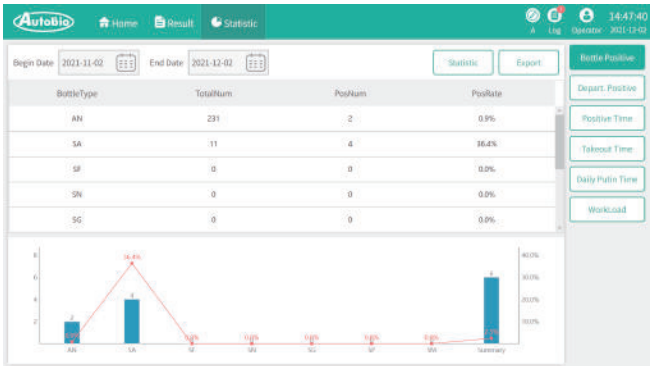 AutoBio Home Result Statistic A Log Operator 14:47:40 2021-12-02
Begin Date 2021-11-02 End Date 2021-12-02 Statistic Export
Bottle Positive
Depart. Positive
Positive Time
Takeout Time
Daily Putin Time
WorkLoad
BottleType TotalNum PosNum PosRate
AN 231 2 0.9%
SA 11 4 36.4%
SF 0 0 0.0%
SN 0 0 0.0%
SG 0 0 0.0%
8 36.4% 40.0%
6 6 30.0%
4 4 20.0%
2 2 10.0%
0.9% 0.0% 0.0% 0.0% 0.0% 0.0%
AN SA SF SN SG SP SM Summary